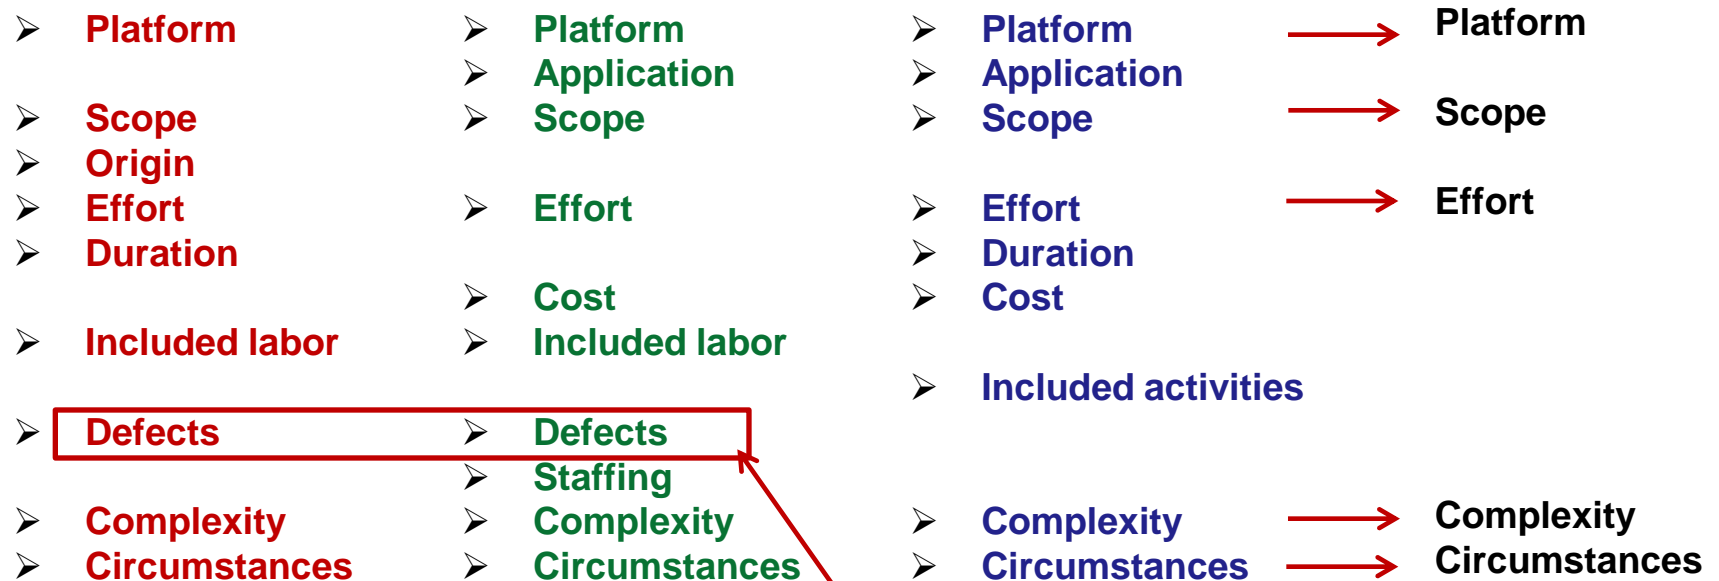 ➢ Platform ➢ Platform ➢ Platform Platform
➢ Application ➢ Application
➢ Scope ➢ Scope ➢ Scope Scope
➢ Origin
➢ Effort ➢ Effort ➢ Effort Effort
➢ Duration ➢ Duration
➢ Cost ➢ Cost
➢ Included labor ➢ Included labor
➢ Included activities
➢ Defects ➢ Defects
➢ Staffing
➢ Complexity ➢ Complexity ➢ Complexity Complexity
➢ Circumstances ➢ Circumstances ➢ Circumstances Circumstances